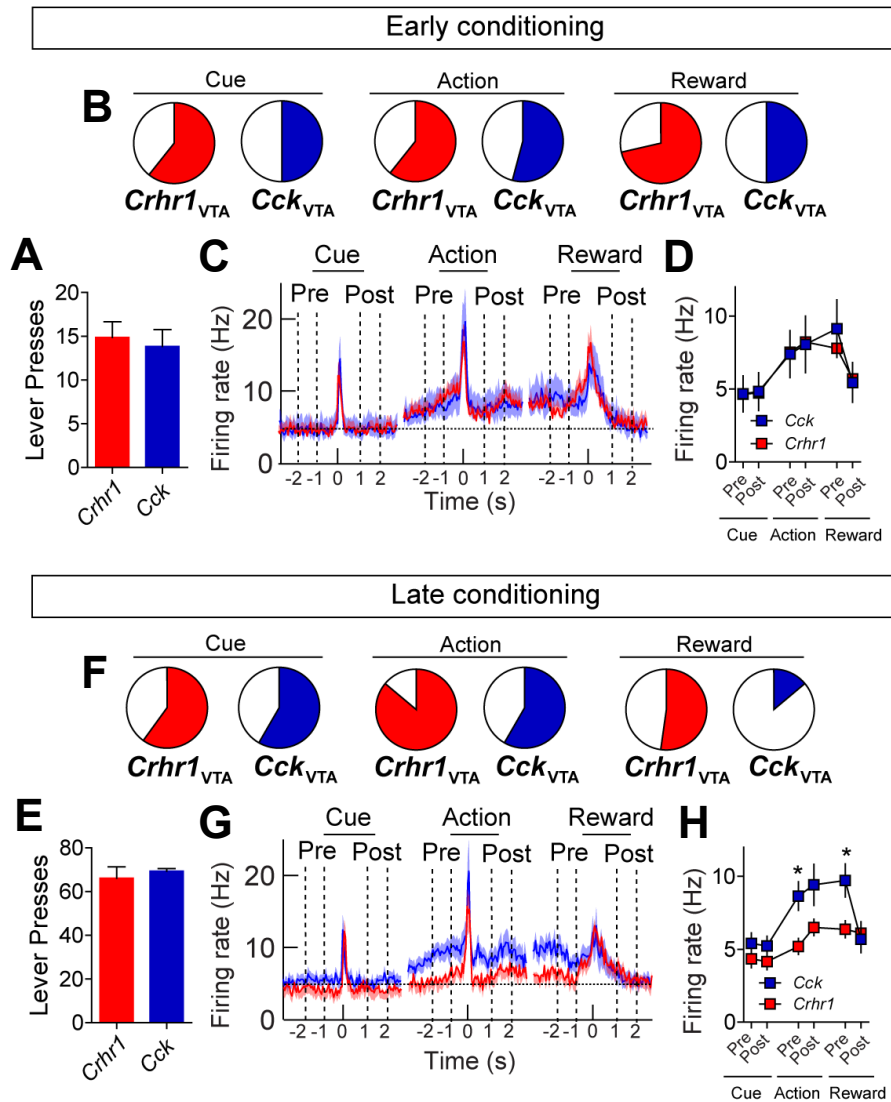 Early conditioning
B
Cue
Action
Reward
Crhr1VTA
CckVTA
Crhr1VTA
CckVTA
Crhr1VTA
CckVTA
A
Lever Presses
20
15
10
5
0
Crhr1
Cck
C
Cue
Action
Reward
Pre
Post
Pre
Post
Pre
Post
Firing rate (Hz)
20
10
0
-2 -1 0 1 2
-2 -1 0 1 2
-2 -1 0 1 2
Time (s)
D
Firing rate (Hz)
10
5
0
Cck
Crhr1
Pre
Post
Pre
Post
Pre
Post
Cue
Action
Reward
Late conditioning
F
Cue
Action
Reward
Crhr1VTA
CckVTA
Crhr1VTA
CckVTA
Crhr1VTA
CckVTA
E
Lever Presses
80
60
40
20
0
Crhr1
Cck
G
Cue
Action
Reward
Pre
Post
Pre
Post
Pre
Post
Firing rate (Hz)
20
10
0
-2 -1 0 1 2
-2 -1 0 1 2
-2 -1 0 1 2
Time (s)
H
Firing rate (Hz)
10
5
0
*
*
Cck
Crhr1
Pre
Post
Pre
Post
Pre
Post
Cue
Action
Reward